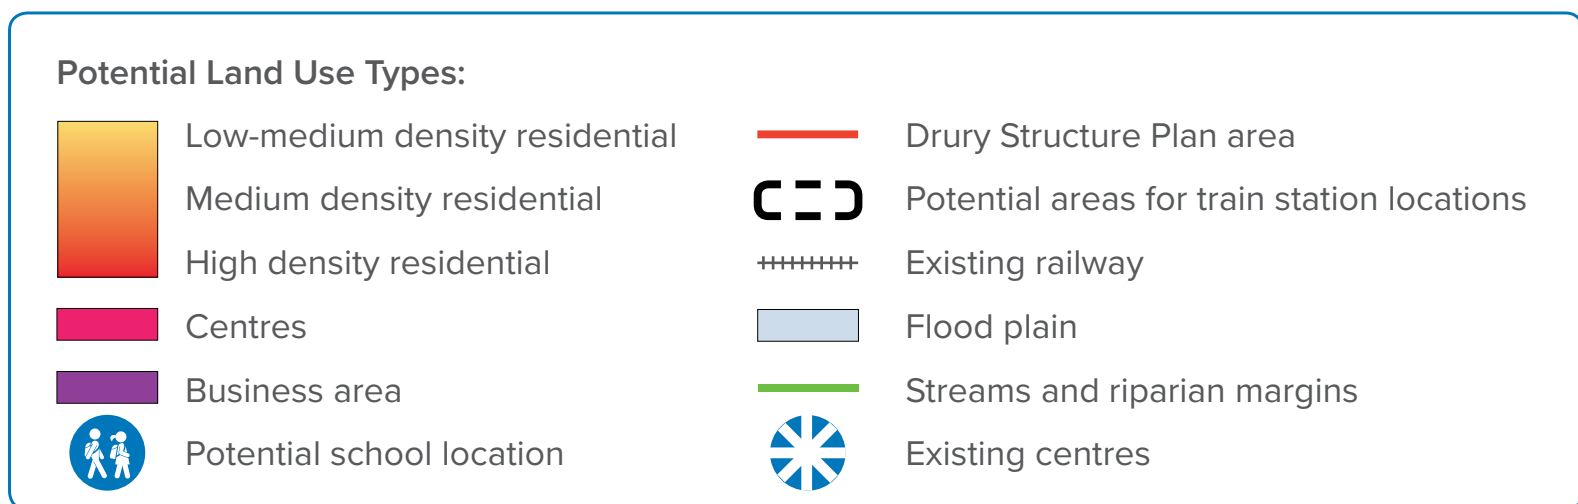 Potential Land Use Types:
Low-medium density residential
Medium density residential
High density residential
Centres
Business area
Potential school location
Drury Structure Plan area
Potential areas for train station locations
Existing railway
Flood plain
Streams and riparian margins
Existing centres